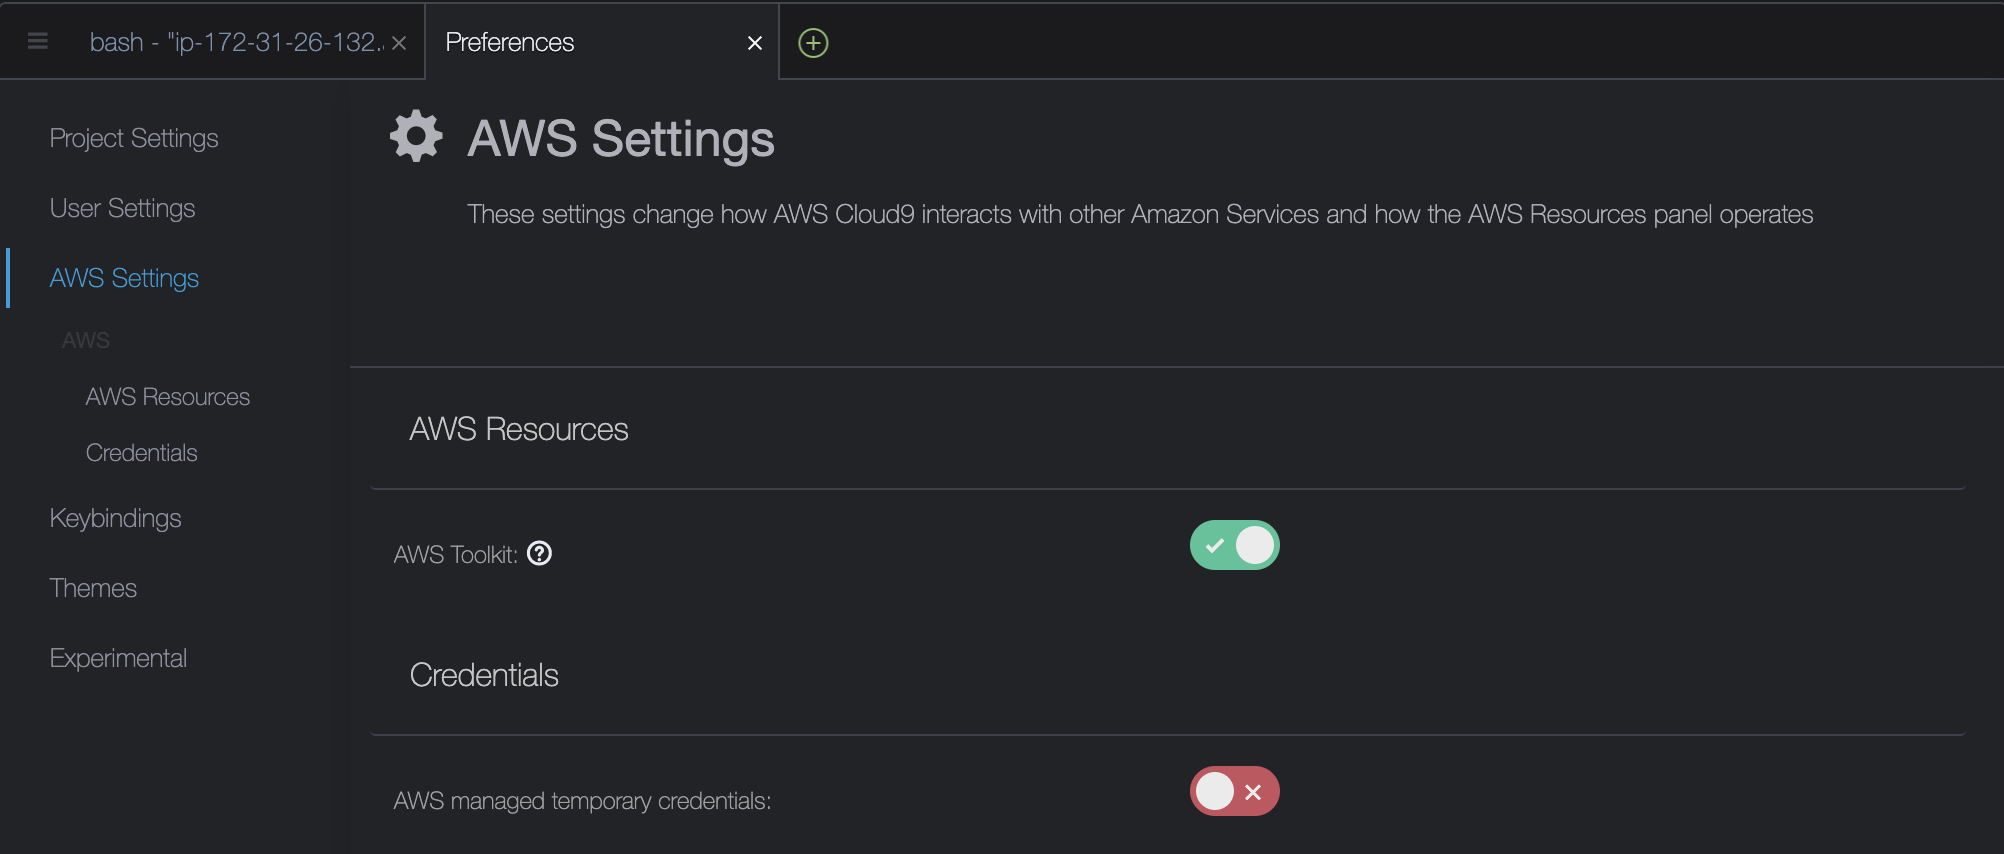 bash - "ip-172-31-26-132.
Preferences
Project Settings
User Settings
AWS Settings
AWS
AWS Resources
Credentials
Keybindings
Themes
Experimental
AWS Settings
These settings change how AWS Cloud9 interacts with other Amazon Services and how the AWS Resources panel operates
AWS Resources
AWS Toolkit:
Credentials
AWS managed temporary credentials: